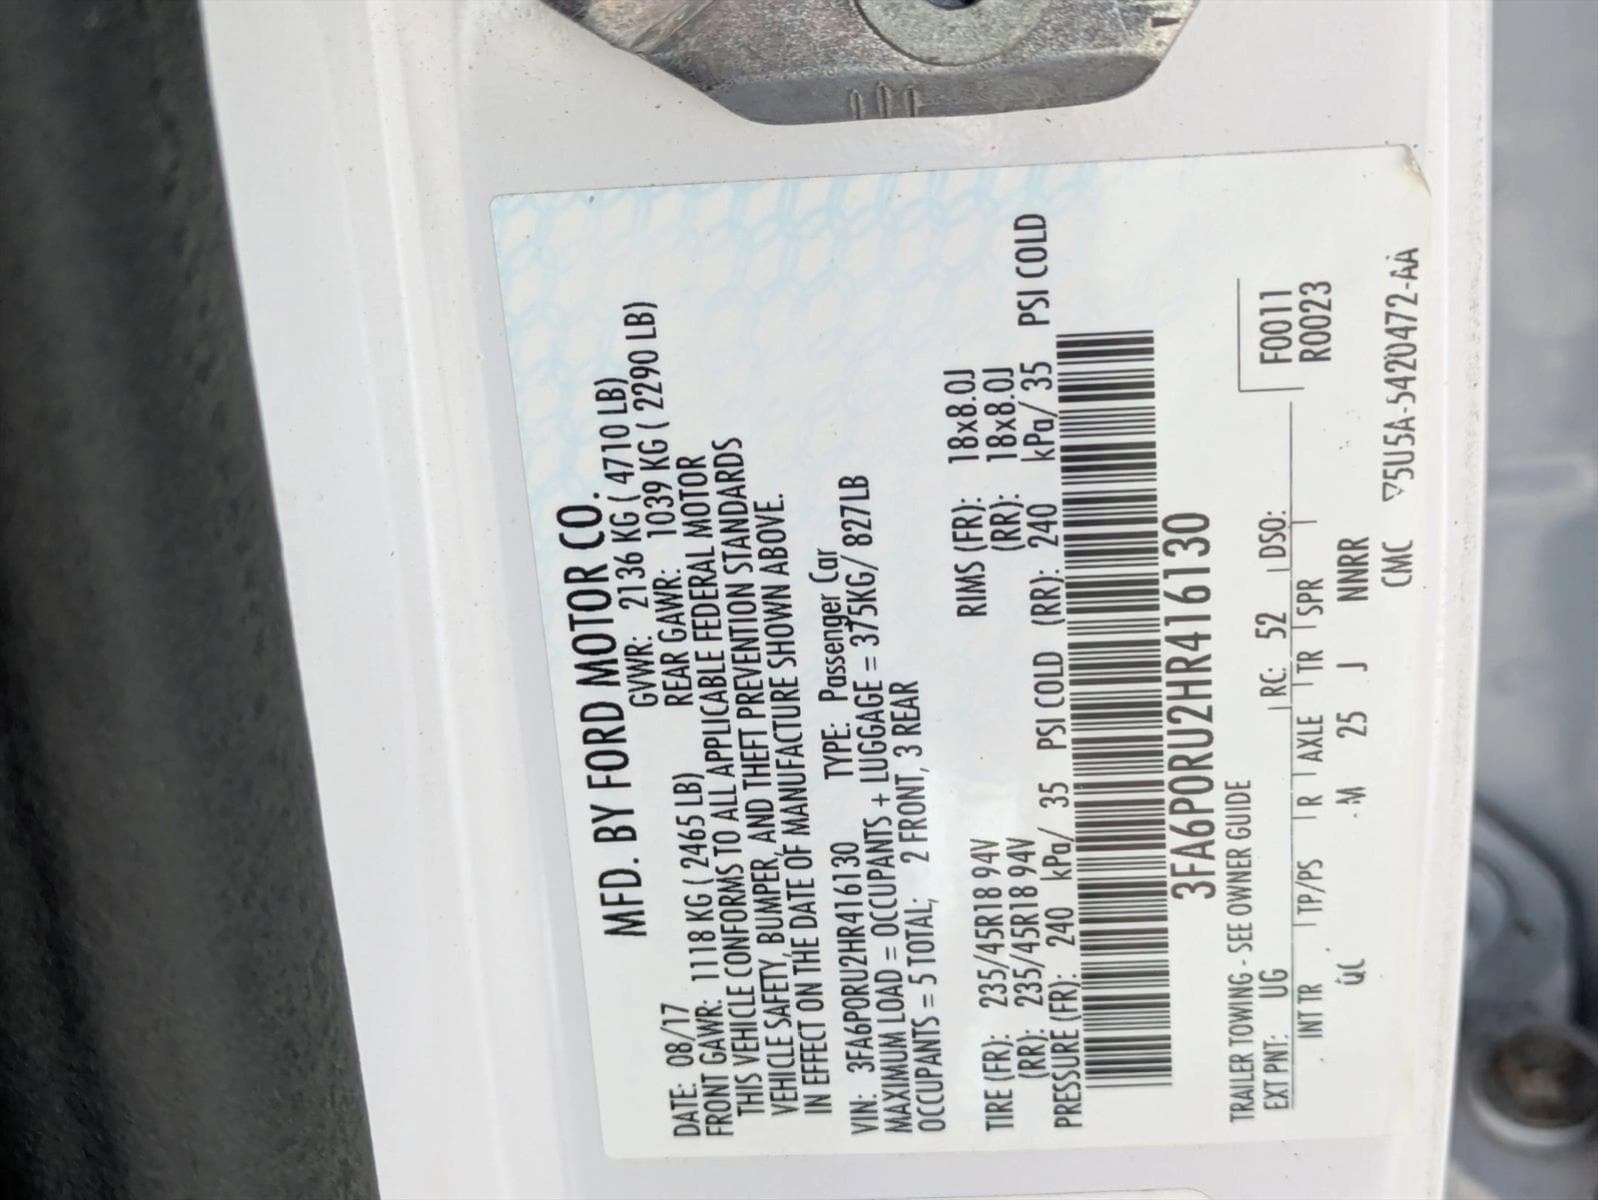 MFD. BY FORD MOTOR CO.
DATE: 08/17 GVWR: 2136 KG ( 4710 LB)
FRONT GAWR: 1118 KG ( 2465 LB) REAR GAWR: 1039 KG ( 2290 LB)
THIS VEHICLE CONFORMS TO ALL APPLICABLE FEDERAL MOTOR
VEHICLE SAFETY, BUMPER, AND THEFT PREVENTION STANDARDS
IN EFFECT ON THE DATE OF MANUFACTURE SHOWN ABOVE.
VIN: 3FA6P0RU2HR416130 TYPE: Passenger Car
MAXIMUM LOAD = OCCUPANTS + LUGGAGE = 375KG/ 827LB
OCCUPANTS = 5 TOTAL; 2 FRONT, 3 REAR
TIRE (FR): 235/45R18 94V RIMS (FR): 18x8.0J
(RR): 235/45R18 94V (RR): 18x8.0J
PRESSURE (FR): 240 kPa/ 35 PSI COLD (RR): 240 kPa/ 35 PSI COLD
3FA6P0RU2HR416130
TRAILER TOWING - SEE OWNER GUIDE
EXT PNT: UG RC: 52 DSO: F0011
R0023
INT TR TP/PS R AXLE TR SPR
M 25 J NNRR
CMC 75U5A-5420472-AA